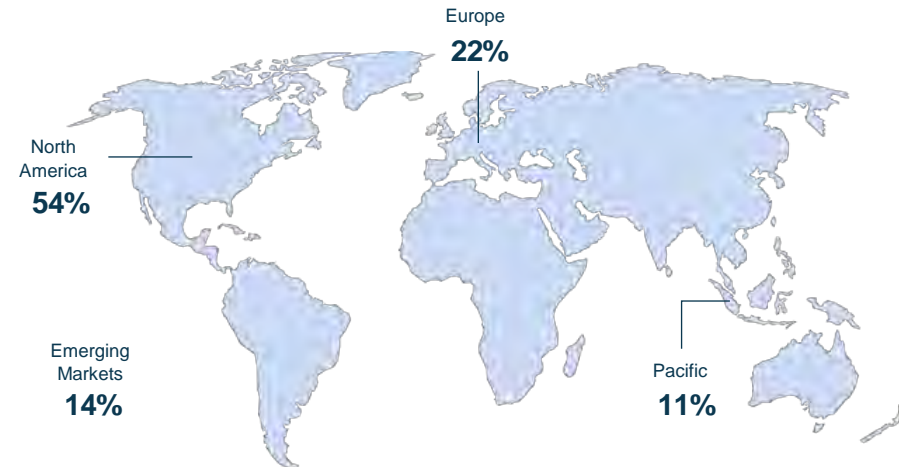 Europe
22%
North
America
54%
Emerging
Markets
14%
Pacific
11%